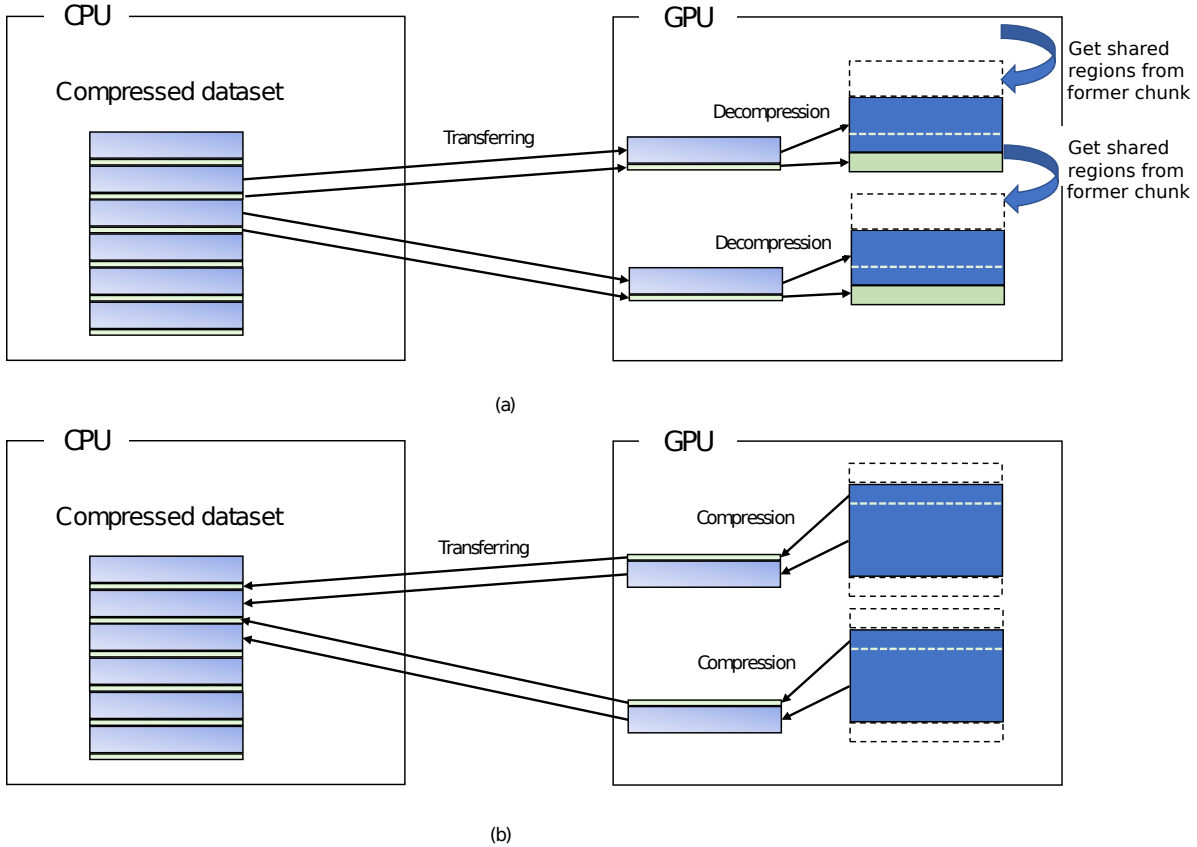 CPU
GPU
Get shared
regions from
former chunk
Compressed dataset
Decompression
Transferring
Get shared
regions from
former chunk
Decompression
(a)
CPU
GPU
Compressed dataset
Compression
Transferring
Compression
(b)